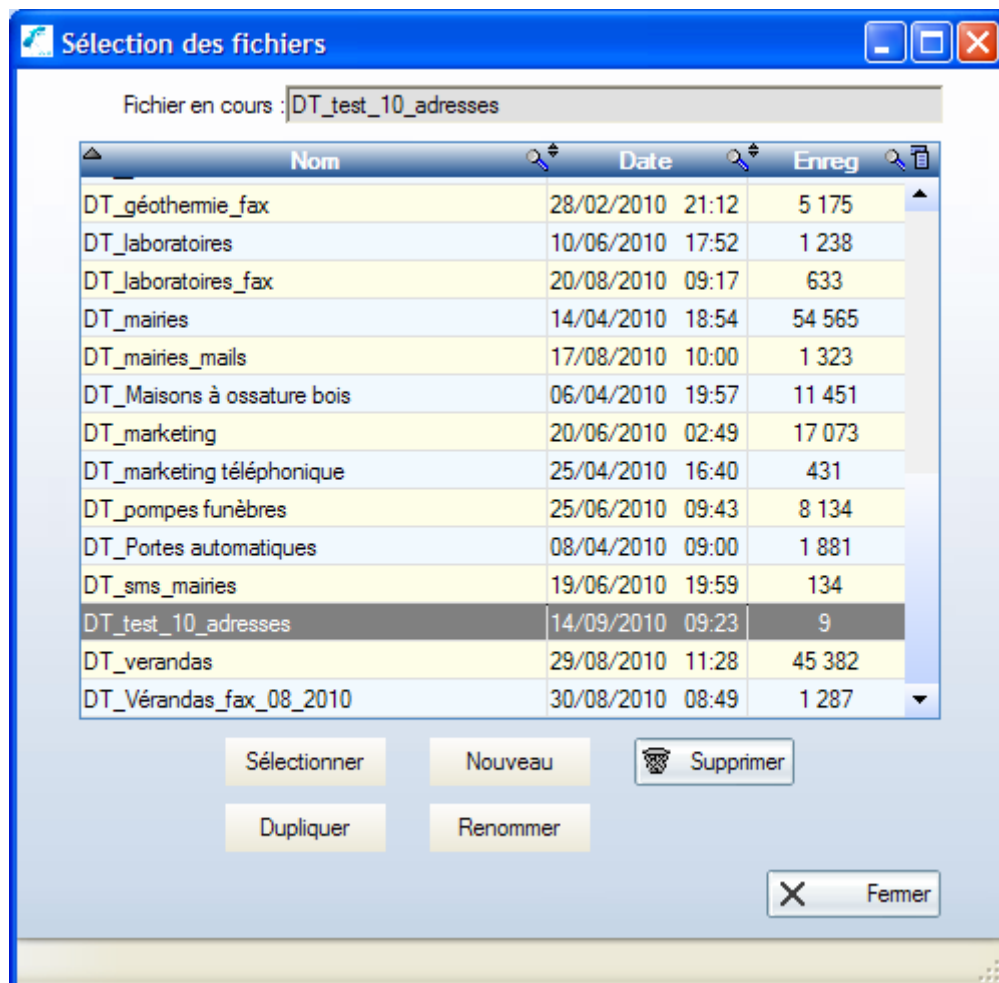 Sélection des fichiers
Fichier en cours : DT_test_10_adresses
Nom Date Enreg
DT_géothermie_fax 28/02/2010 21:12 5 175
DT_laboratoires 10/06/2010 17:52 1 238
DT_laboratoires_fax 20/08/2010 09:17 633
DT_mairies 14/04/2010 18:54 54 565
DT_mairies_mails 17/08/2010 10:00 1 323
DT_Maisons à ossature bois 06/04/2010 19:57 11 451
DT_marketing 20/06/2010 02:49 17 073
DT_marketing téléphonique 25/04/2010 16:40 431
DT_pompes funèbres 25/06/2010 09:43 8 134
DT_Portes automatiques 08/04/2010 09:00 1 881
DT_sms_mairies 19/06/2010 19:59 134
DT_test_10_adresses 14/09/2010 09:23 9
DT_verandas 29/08/2010 11:28 45 382
DT_Vérandas_fax_08_2010 30/08/2010 08:49 1 287
Sélectionner Nouveau Supprimer
Dupliquer Renommer
Fermer